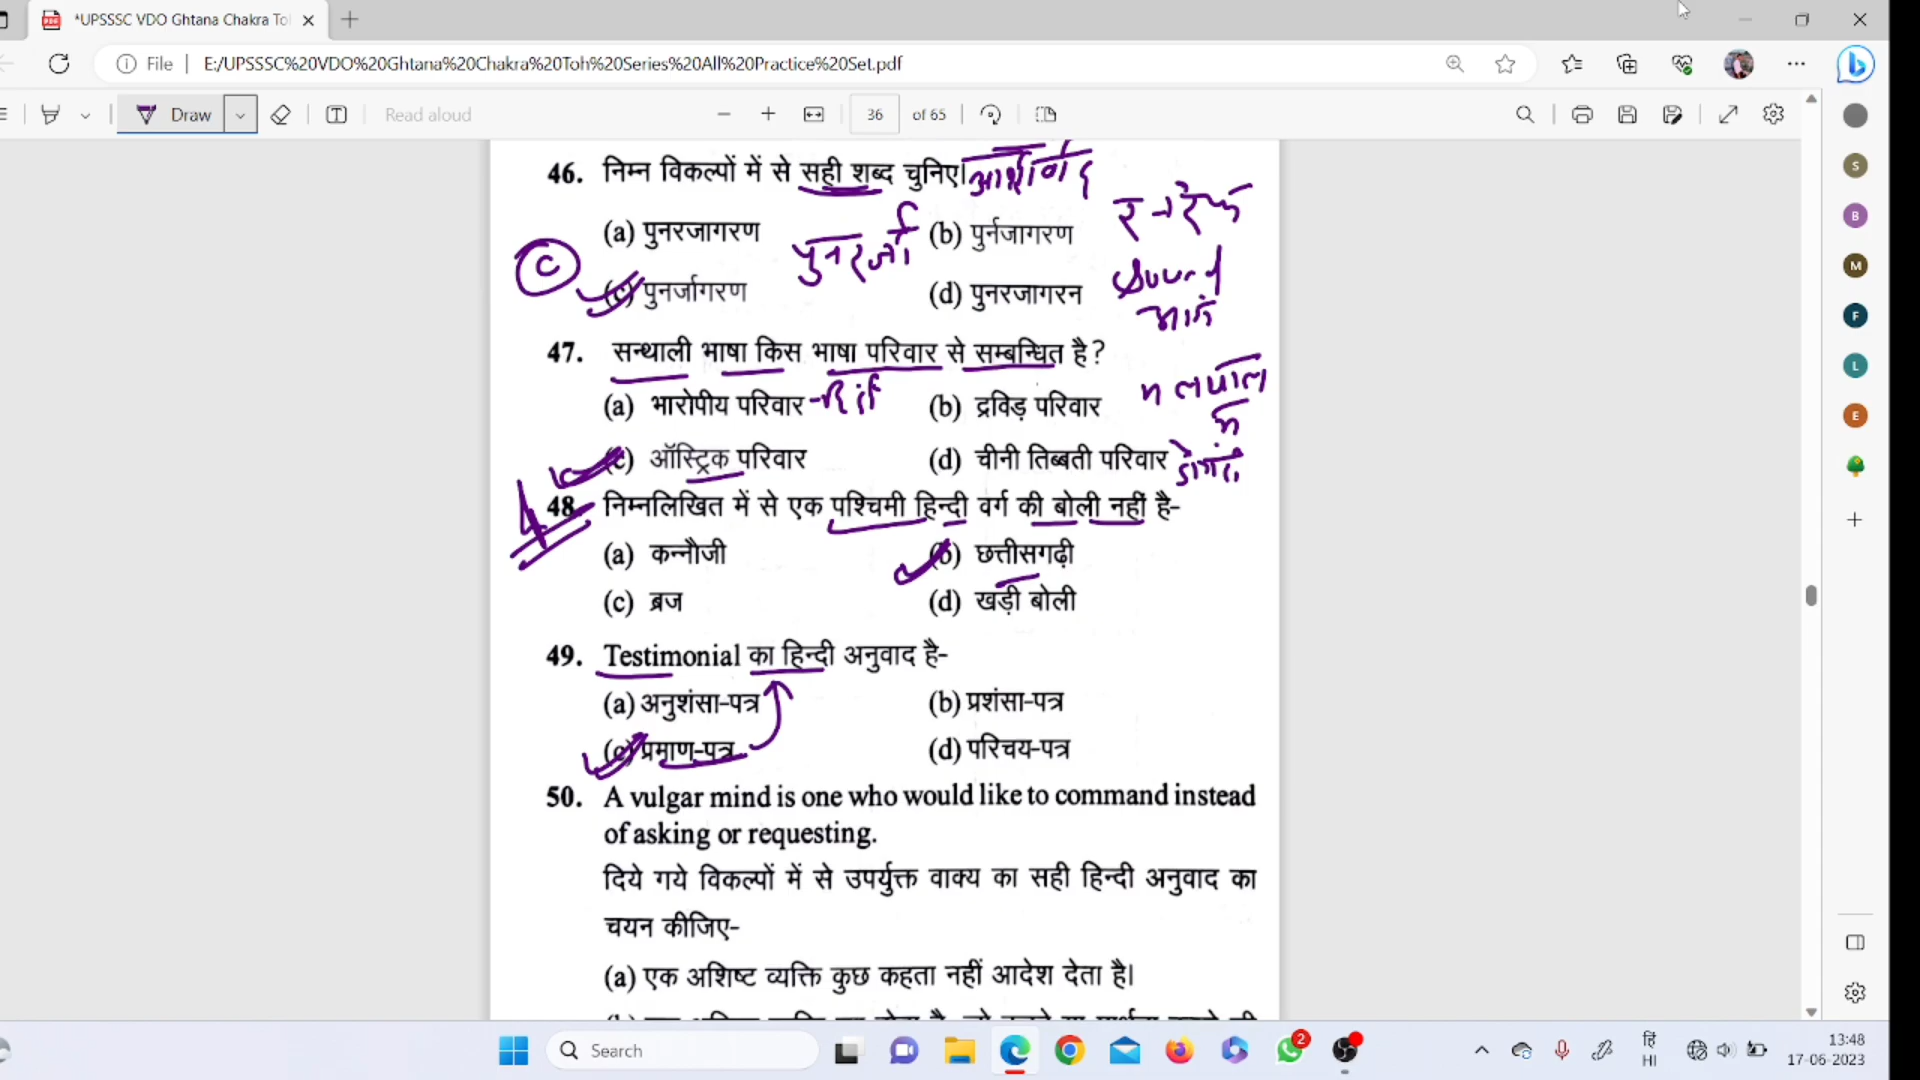 *UPSSSC VDO Ghtana Chakra To
File
E:/UPSSSC%20VDO%20Ghtana%20Chakra%20Toh%20Series%20All%20Practice%20Set.pdf
Draw
Read aloud
36 of 65
46. निम्न विकल्पों में से सही शब्द चुनिए।
(a) पुनरजागरण (b) पुर्नजागरण
(c) पुनर्जागरण (d) पुनरजागरन
C
47. सन्थाली भाषा किस भाषा परिवार से सम्बन्धित है?
(a) भारोपीय परिवार (b) द्रविड़ परिवार
(c) ऑस्ट्रिक परिवार (d) चीनी तिब्बती परिवार
48. निम्नलिखित में से एक पश्चिमी हिन्दी वर्ग की बोली नहीं है-
(a) कन्नौजी (b) छत्तीसगढ़ी
(c) ब्रज (d) खड़ी बोली
49. Testimonial का हिन्दी अनुवाद है-
(a) अनुशंसा-पत्र (b) प्रशंसा-पत्र
(c) प्रमाण-पत्र (d) परिचय-पत्र
50. A vulgar mind is one who would like to command instead
of asking or requesting.
दिये गये विकल्पों में से उपर्युक्त वाक्य का सही हिन्दी अनुवाद का
चयन कीजिए-
(a) एक अशिष्ट व्यक्ति कुछ कहता नहीं आदेश देता है।
S
B
M
F
L
E
Search
2
हि
HI
13:48
17-06-2023